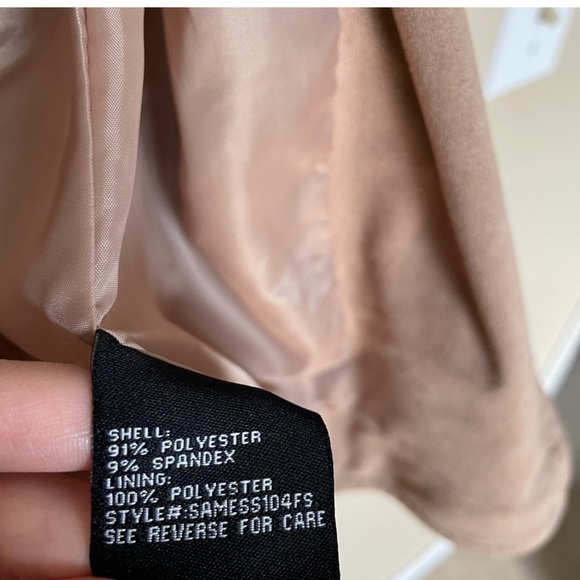 SHELL:
91% POLYESTER
9% SPANDEX
LINING:
100% POLYESTER
STYLE#:SAMESS104FS
SEE REVERSE FOR CARE